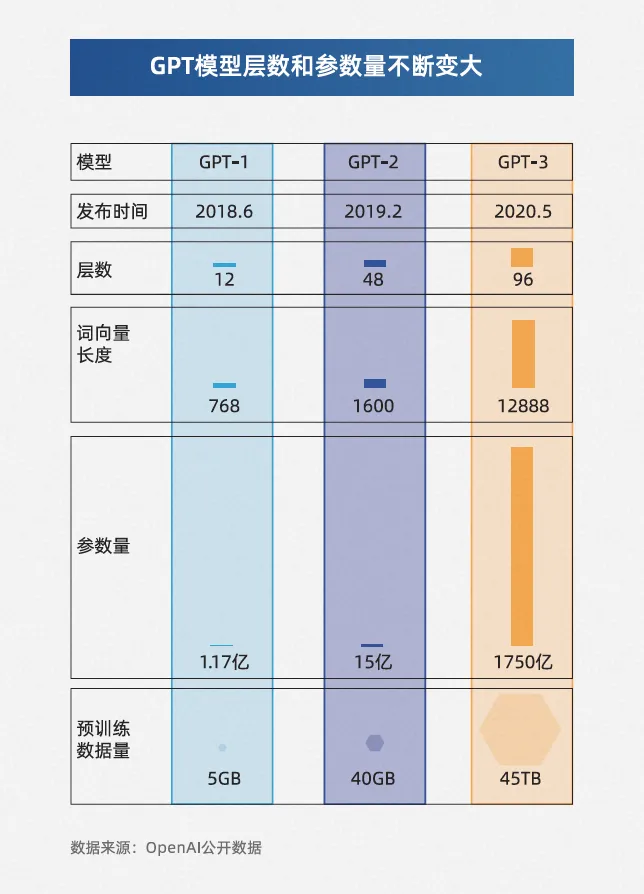 GPT模型层数和参数量不断变大
模型 GPT-1 GPT-2 GPT-3
发布时间 2018.6 2019.2 2020.5
层数 12 48 96
词向量
长度
768 1600 12888
参数量
1.17亿 15亿 1750亿
预训练
数据量
5GB 40GB 45TB
数据来源：OpenAI公开数据